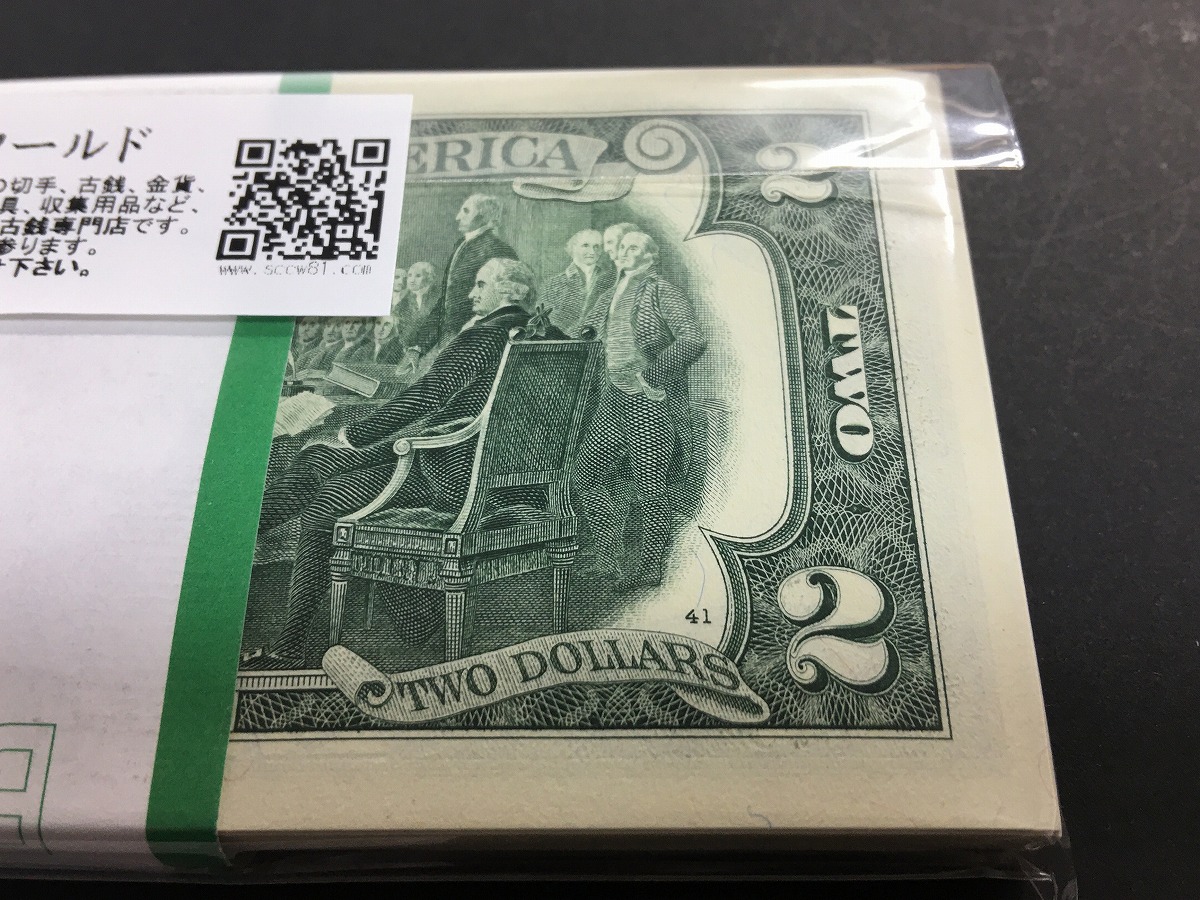 ワールド
の切手、古銭、金貨、
具、収集用品など、
古銭専門店です。
参ります。
下さい。
www.sccw81.com
ERICA
2
TWO
41
2
TWO DOLLARS